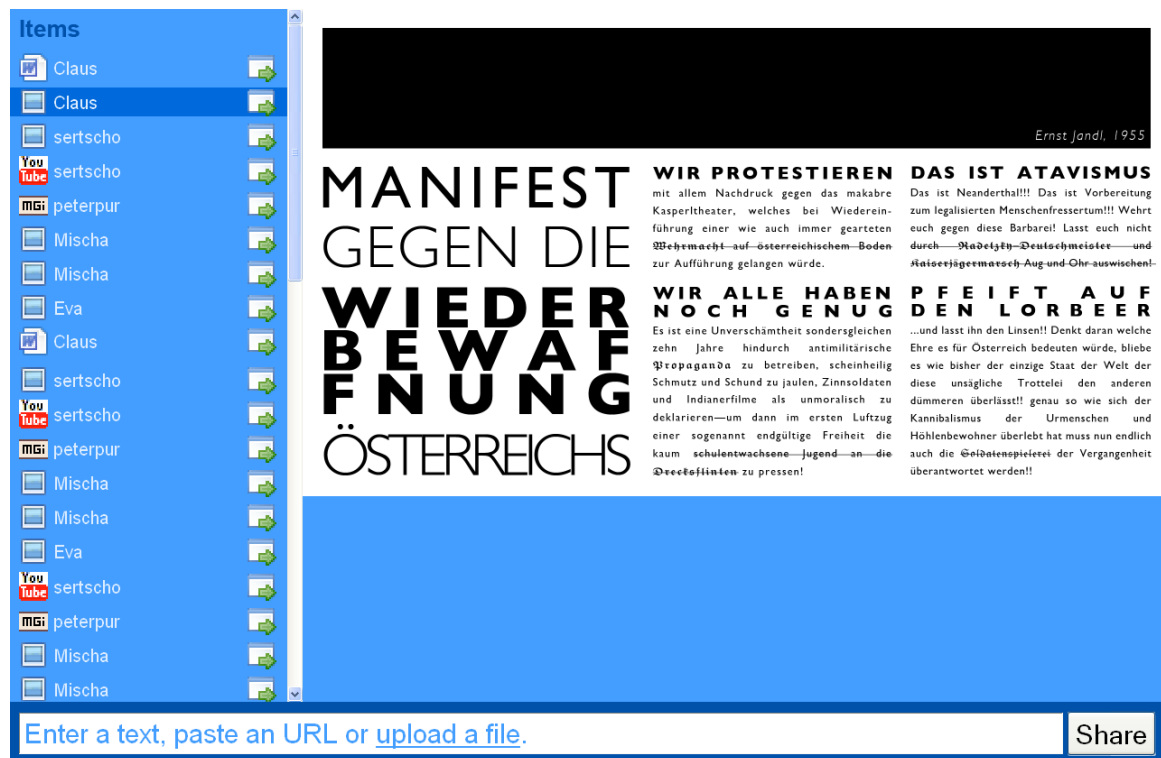 Items
Claus
Claus
sertscho
You Tube sertscho
MGi peterpur
Mischa
Mischa
Eva
Claus
sertscho
You Tube sertscho
MGi peterpur
Mischa
Mischa
Eva
You Tube sertscho
MGi peterpur
Mischa
Mischa
Ernst Jandl, 1955
MANIFEST
GEGEN DIE
WIEDER
BEWAF
FNUNG
ÖSTERREICHS
WIR PROTESTIEREN
mit allem Nachdruck gegen das makabre
Kasperltheater, welches bei Wiederein-
führung einer wie auch immer gearteten
Wehrmacht auf österreichischem Boden
zur Aufführung gelangen würde.
WIR ALLE HABEN
NOCH GENUG
Es ist eine Unverschämtheit sondersgleichen
zehn Jahre hindurch antimilitärische
Propaganda zu betreiben, scheinheilig
Schmutz und Schund zu jaulen, Zinnsoldaten
und Indianerfilme als unmoralisch zu
deklarieren—um dann im ersten Luftzug
einer sogenannt endgültige Freiheit die
kaum schulentwachsene Jugend an die
Drecksflinten zu pressen!
DAS IST ATAVISMUS
Das ist Neanderthal!!! Das ist Vorbereitung
zum legalisierten Menschenfressertum!!! Wehrt
euch gegen diese Barbarei! Lasst euch nicht
durch Radetzky-Deutschmeister und
Kaiserjägermarsch Aug und Ohr auswischen!
PFEIFT AUF
DEN LORBEER
...und lasst ihn den Linsen!! Denkt daran welche
Ehre es für Österreich bedeuten würde, bliebe
es wie bisher der einzige Staat der Welt der
diese unsägliche Trottelei den anderen
dümmeren überlässt!! genau so wie sich der
Kannibalismus der Urmenschen und
Höhlenbewohner überlebt hat muss nun endlich
auch die Soldatenspielerei der Vergangenheit
überantwortet werden!!
Enter a text, paste an URL or upload a file.
Share